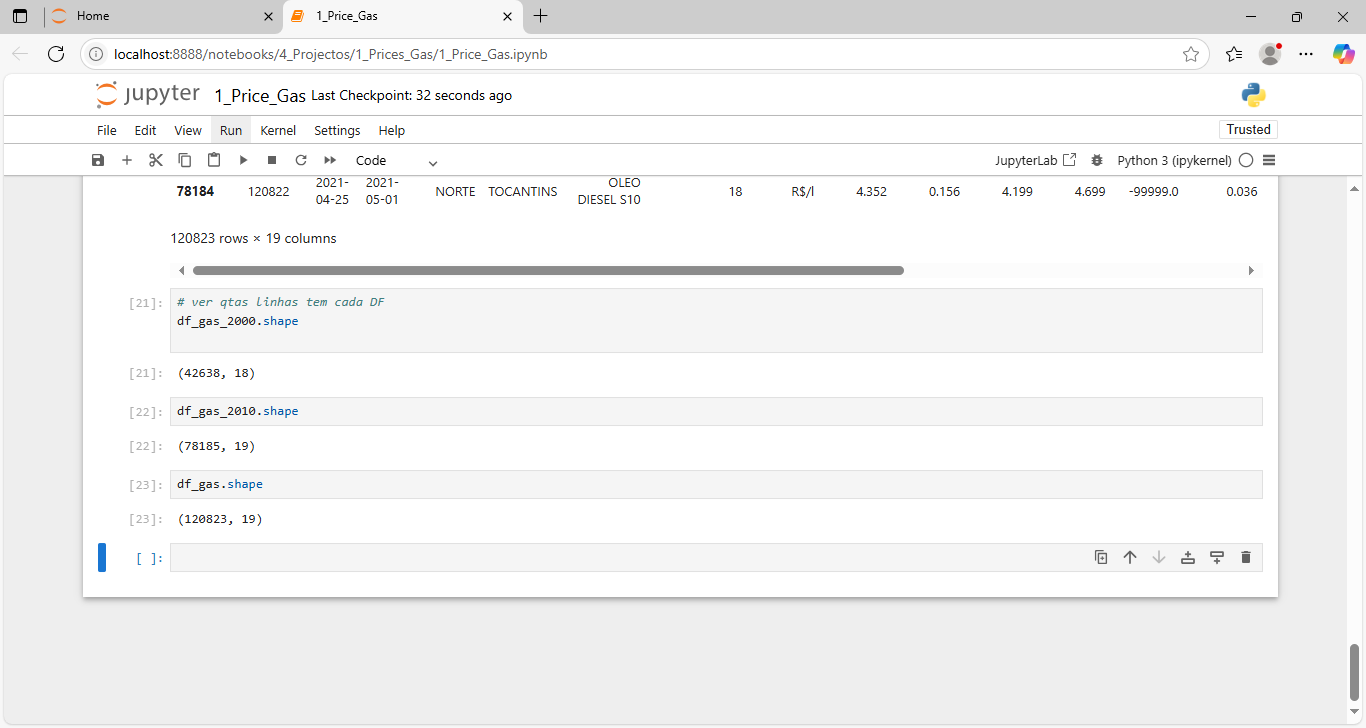 Home
1_Price_Gas
localhost:8888/notebooks/4_Projectos/1_Prices_Gas/1_Price_Gas.ipynb
jupyter 1_Price_Gas Last Checkpoint: 32 seconds ago
File Edit View Run Kernel Settings Help
Trusted
Code
JupyterLab
Python 3 (ipykernel)
78184 120822 2021-04-25 2021-05-01 NORTE TOCANTINS OLEO DIESEL S10 18 R$/l 4.352 0.156 4.199 4.699 -99999.0 0.036
120823 rows × 19 columns
[21]: # ver qtas linhas tem cada DF
df_gas_2000.shape
[21]: (42638, 18)
[22]: df_gas_2010.shape
[22]: (78185, 19)
[23]: df_gas.shape
[23]: (120823, 19)
[ ]: